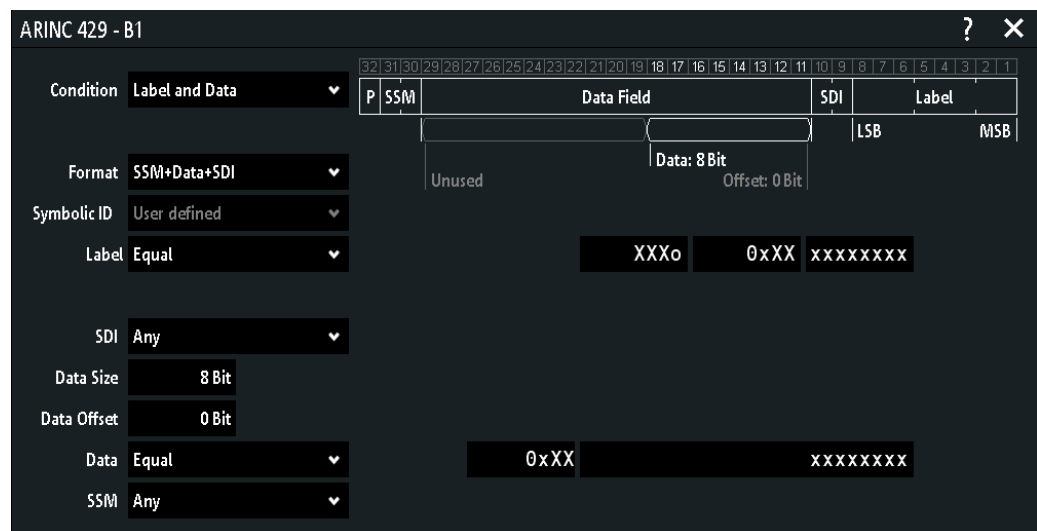 ARINC 429 - B1 ? ×
32 31 30 29 28 27 26 25 24 23 22 21 20 19 18 17 16 15 14 13 12 11 10 9 8 7 6 5 4 3 2 1
Condition Label and Data P SSM Data Field SDI Label
LSB MSB
Data: 8 Bit
Format SSM+Data+SDI Unused Offset: 0 Bit
Symbolic ID User defined
Label Equal XXXo 0xXX xxxxxxxx
SDI Any
Data Size 8 Bit
Data Offset 0 Bit
Data Equal 0xXX xxxxxxxx
SSM Any